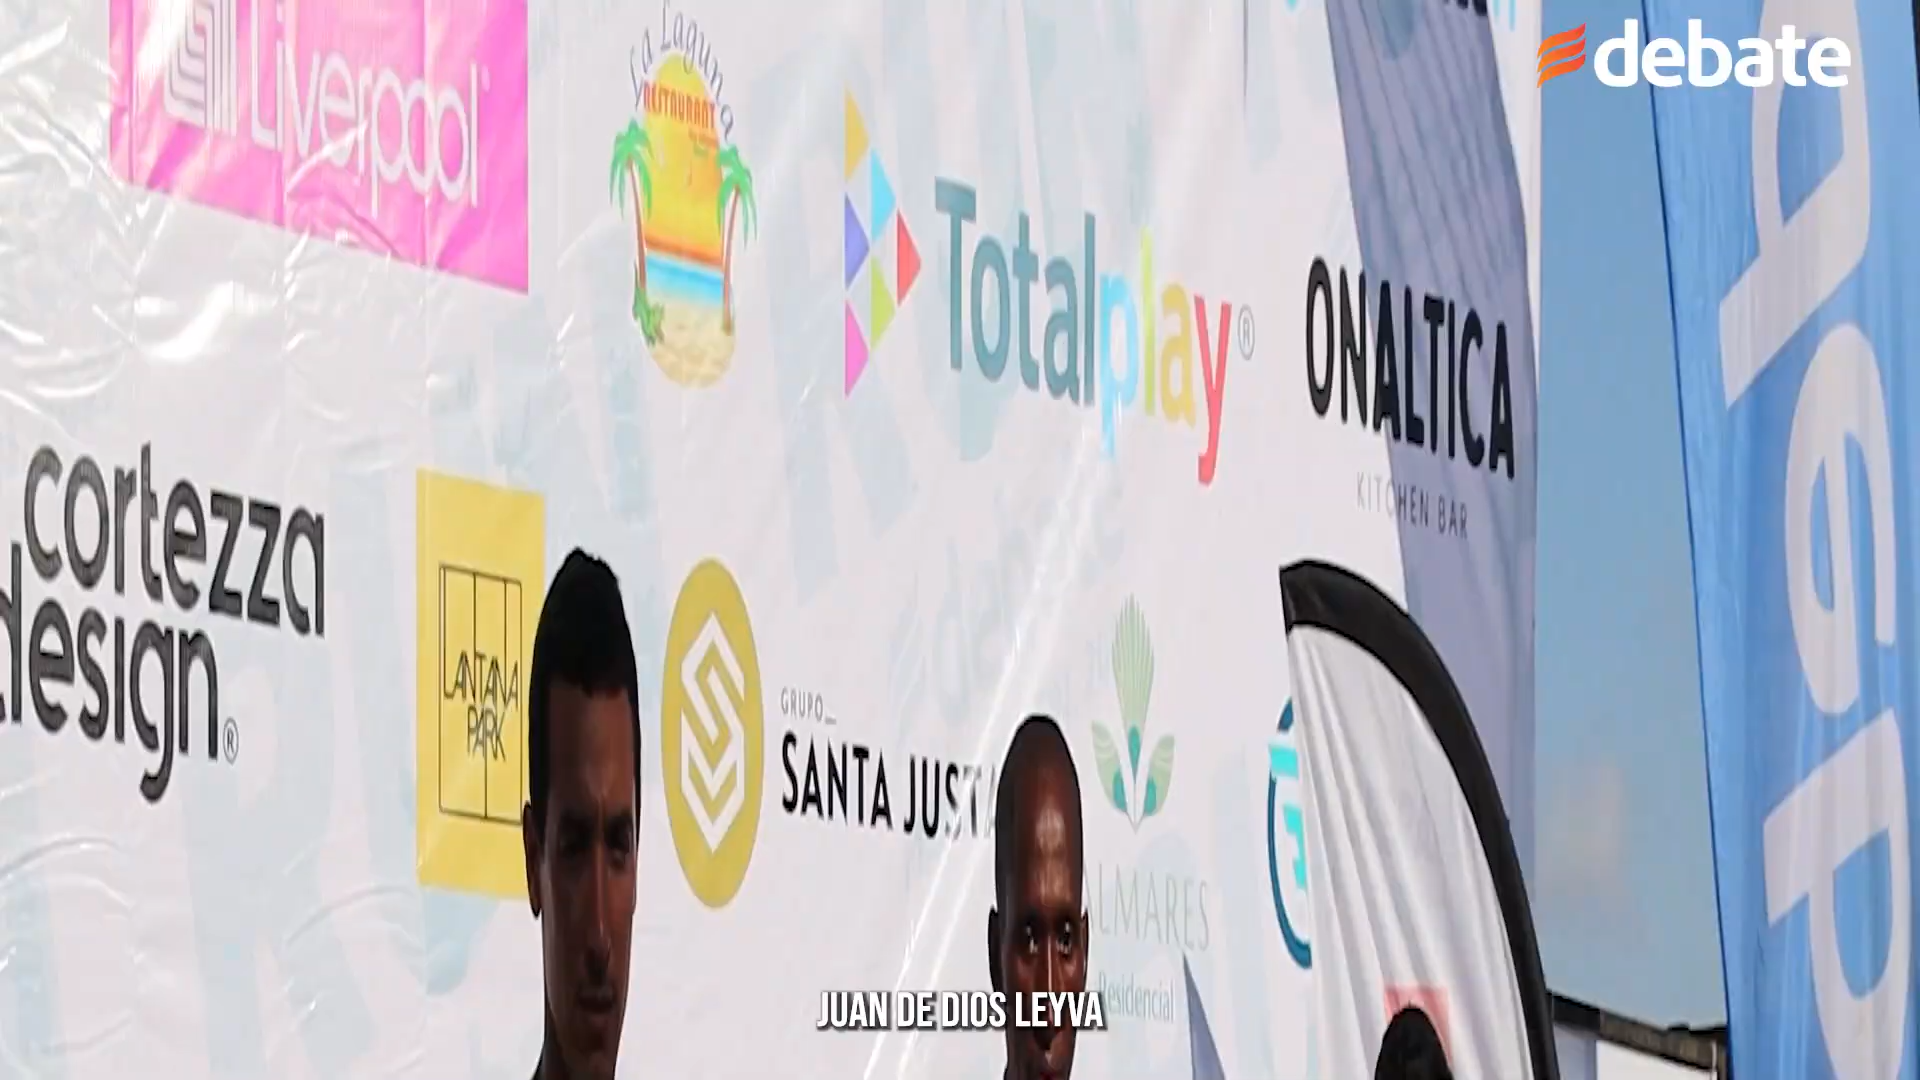 debate
Liverpool
La Laguna
RESTAURANT
Totalplay®
ONALTICA
KITCHEN BAR
cortezza
design®
LANTANA
PARK
GRUPO_
SANTA JUSTA
ALMARES
Residencial
JUAN DE DIOS LEYVA